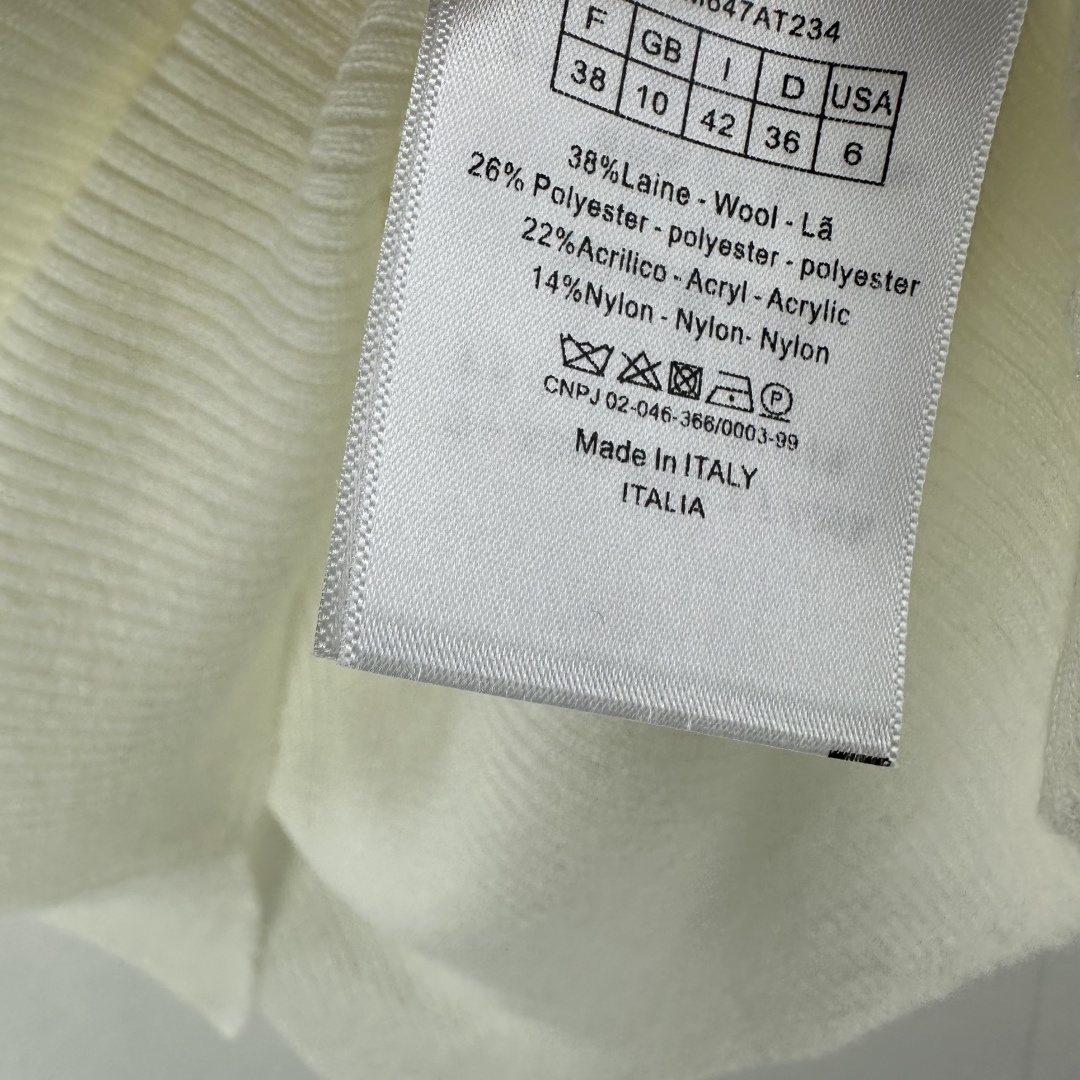 647AT234
F GB I D USA
38 10 42 36 6
38%Laine - Wool - Lã
26% Polyester - polyester - polyester
22%Acrilico - Acryl - Acrylic
14%Nylon - Nylon- Nylon
P
CNPJ 02-046-366/0003-99
Made In ITALY
ITALIA